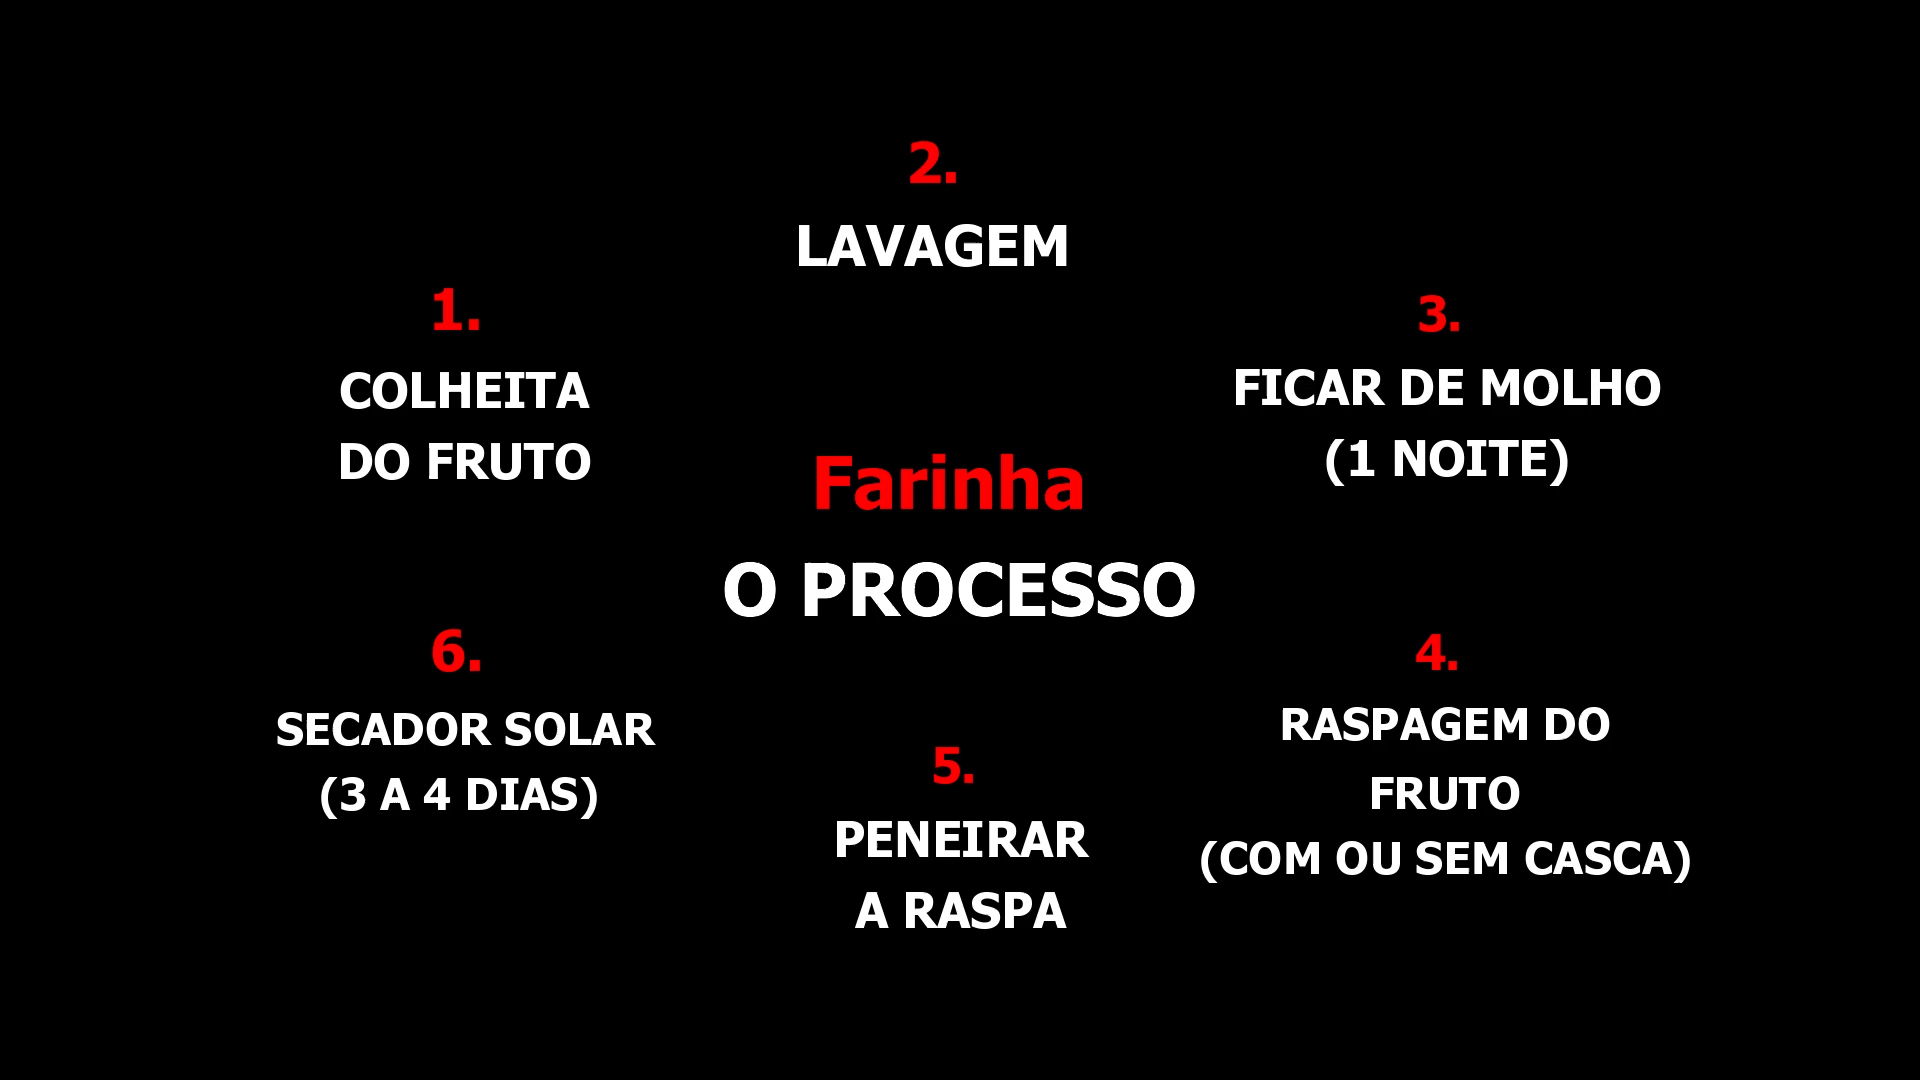 Farinha
O PROCESSO
1.
COLHEITA
DO FRUTO
2.
LAVAGEM
3.
FICAR DE MOLHO
(1 NOITE)
4.
RASPAGEM DO
FRUTO
(COM OU SEM CASCA)
5.
PENEIRAR
A RASPA
6.
SECADOR SOLAR
(3 A 4 DIAS)